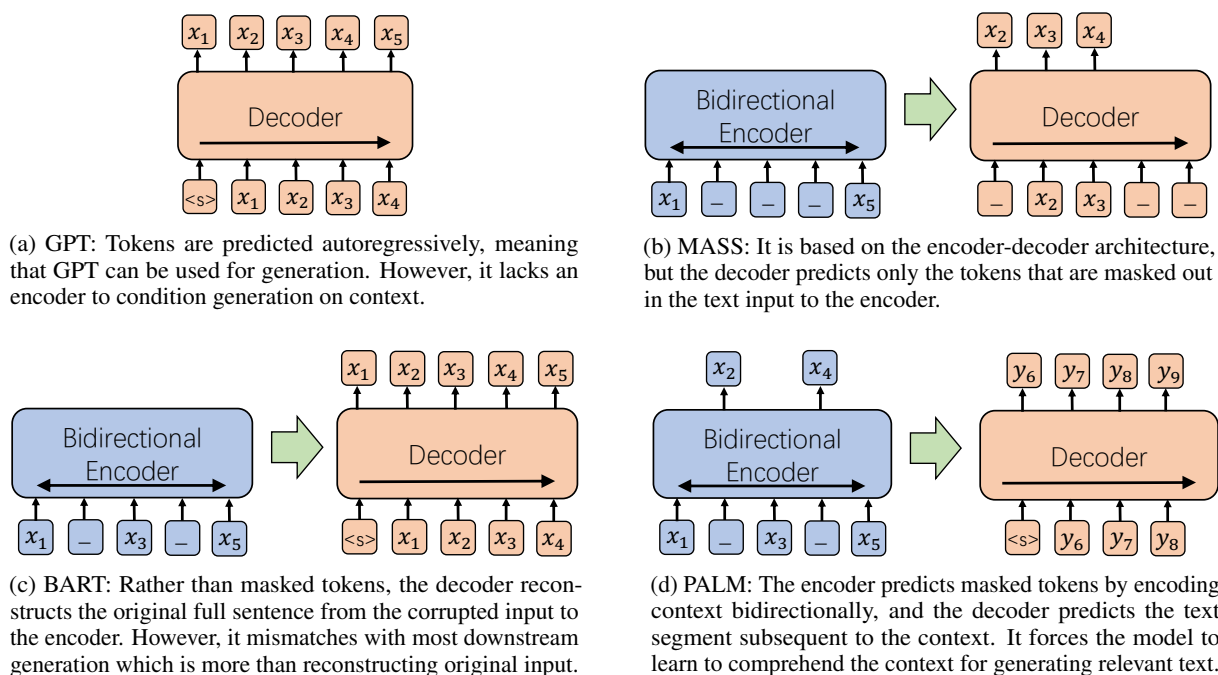 x₁ x₂ x₃ x₄ x₅
Decoder
<s> x₁ x₂ x₃ x₄
(a) GPT: Tokens are predicted autoregressively, meaning
that GPT can be used for generation. However, it lacks an
encoder to condition generation on context.
x₂ x₃ x₄
Bidirectional
Encoder
Decoder
x₁ _ _ _ x₅
_ x₂ x₃ _ _
(b) MASS: It is based on the encoder-decoder architecture,
but the decoder predicts only the tokens that are masked out
in the text input to the encoder.
x₁ x₂ x₃ x₄ x₅
Bidirectional
Encoder
Decoder
x₁ _ x₃ _ x₅
<s> x₁ x₂ x₃ x₄
(c) BART: Rather than masked tokens, the decoder recon-
structs the original full sentence from the corrupted input to
the encoder. However, it mismatches with most downstream
generation which is more than reconstructing original input.
x₂ x₄
y₆ y₇ y₈ y₉
Bidirectional
Encoder
Decoder
x₁ _ x₃ _ x₅
<s> y₆ y₇ y₈
(d) PALM: The encoder predicts masked tokens by encoding
context bidirectionally, and the decoder predicts the text
segment subsequent to the context. It forces the model to
learn to comprehend the context for generating relevant text.